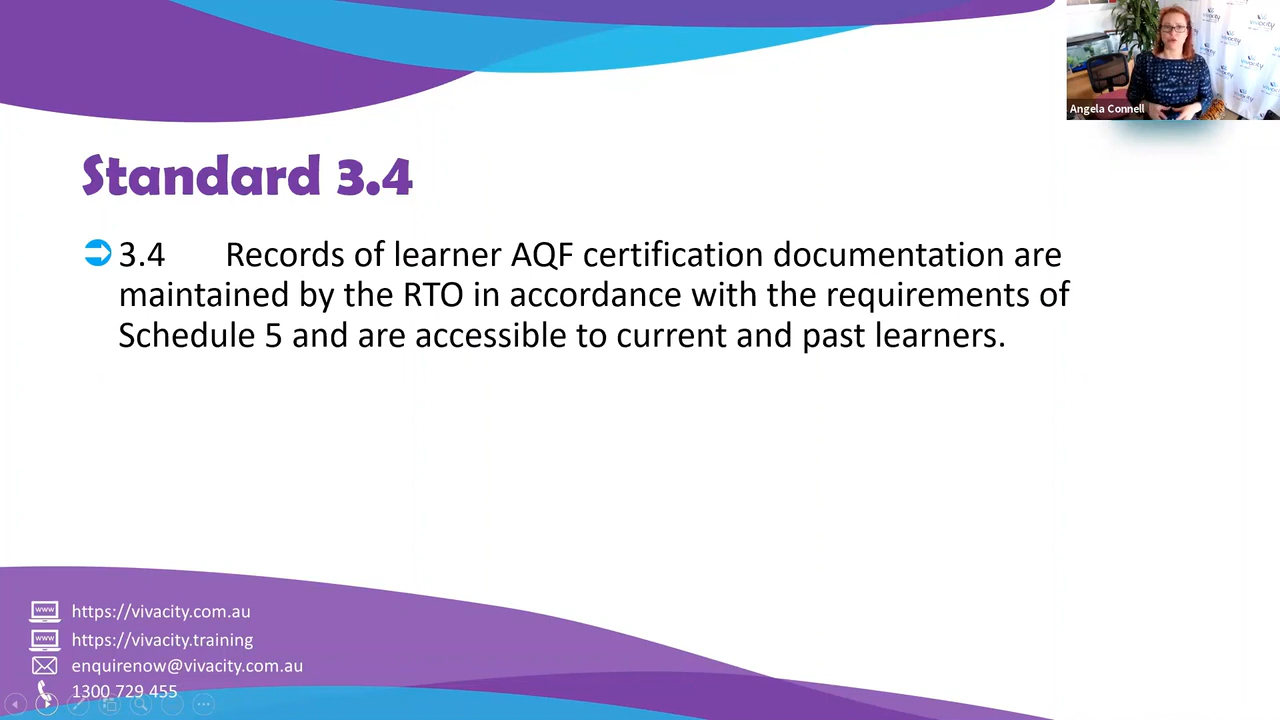 Angela Connell
Standard 3.4
3.4 Records of learner AQF certification documentation are
maintained by the RTO in accordance with the requirements of
Schedule 5 and are accessible to current and past learners.
https://vivacity.com.au
https://vivacity.training
enquirenow@vivacity.com.au
1300 729 455